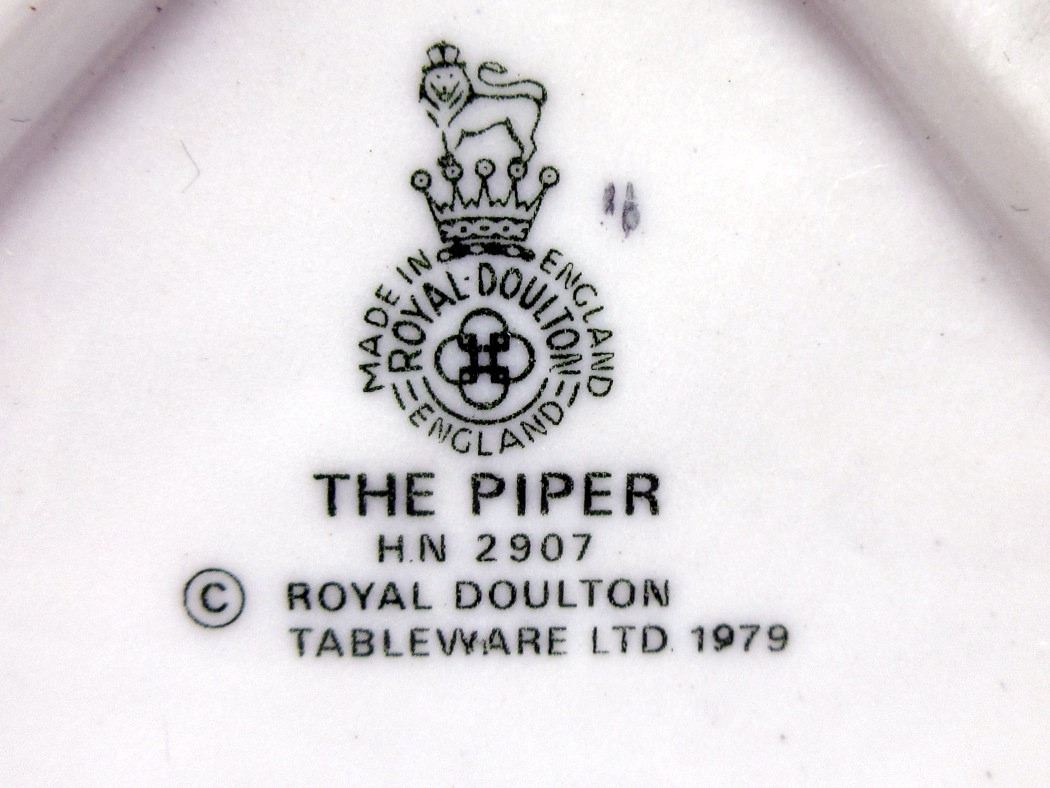 MADE IN ENGLAND
ROYAL·DOULTON
ENGLAND
THE PIPER
H.N 2907
© ROYAL DOULTON
TABLEWARE LTD. 1979